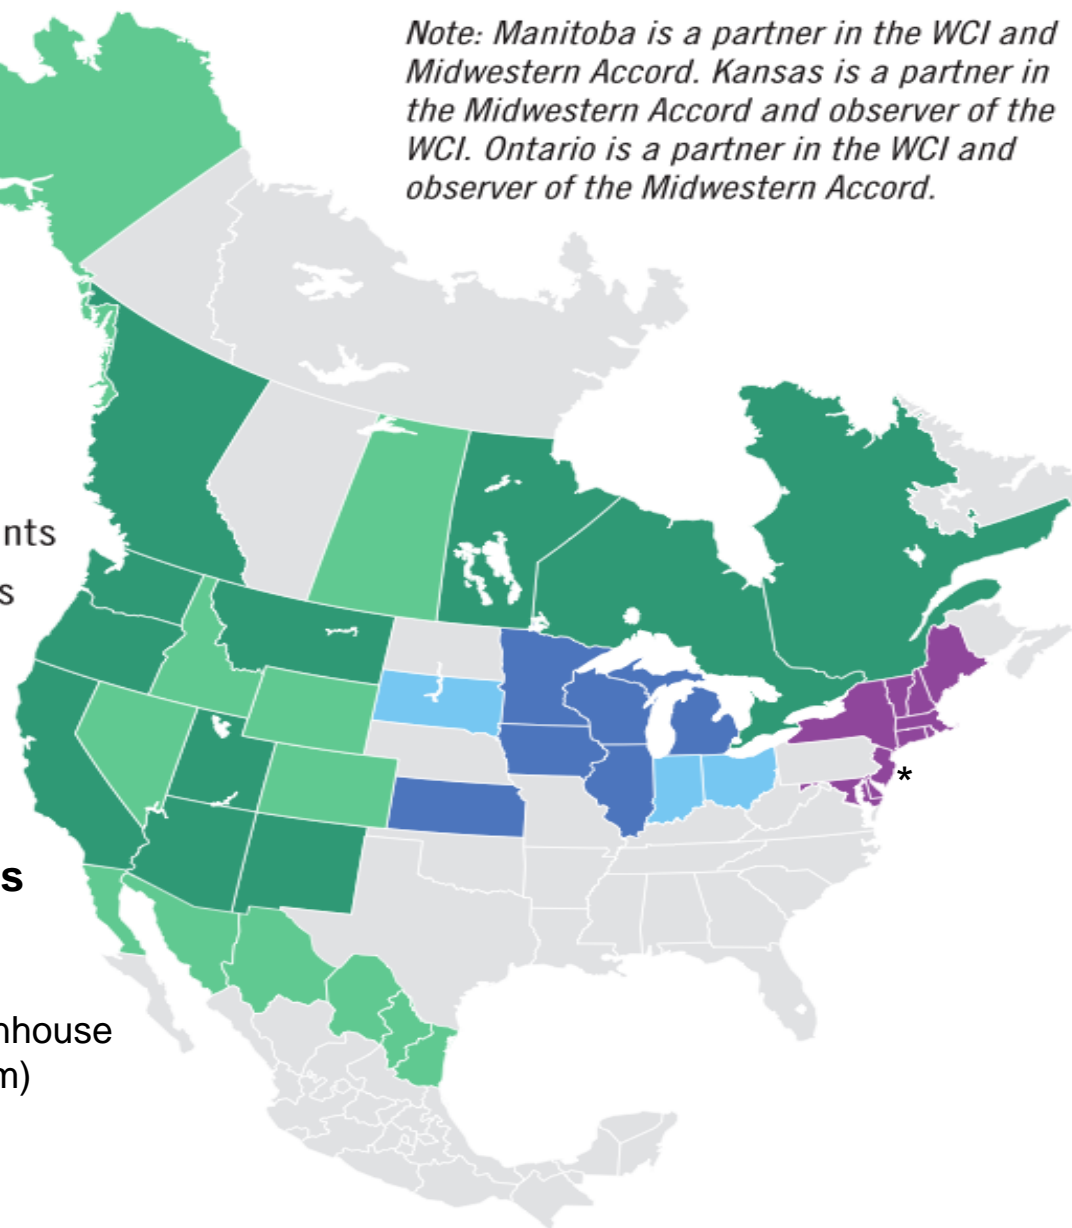 Note: Manitoba is a partner in the WCI and
Midwestern Accord. Kansas is a partner in
the Midwestern Accord and observer of the
WCI. Ontario is a partner in the WCI and
observer of the Midwestern Accord.
nts
s
*
s
nhouse
m)